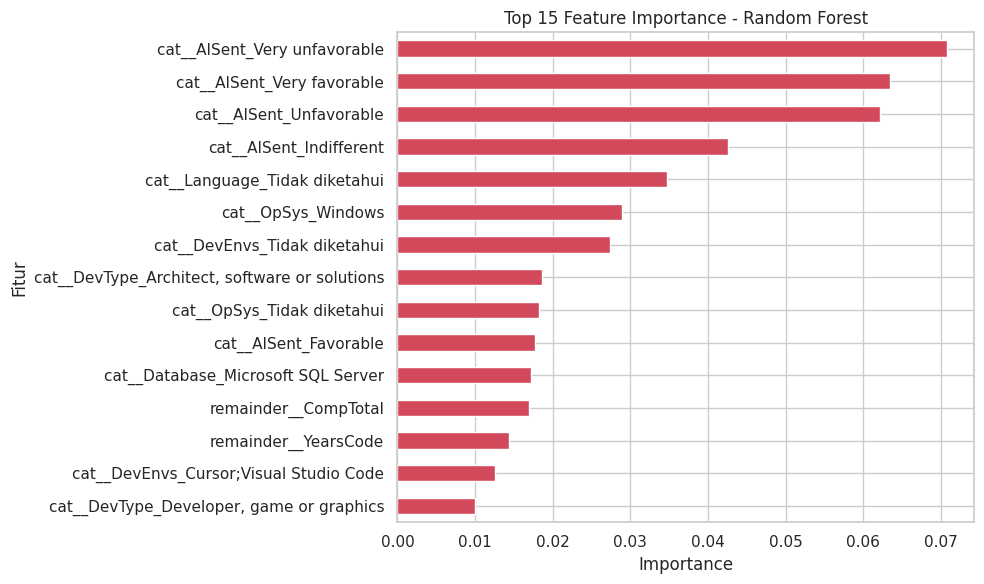 Top 15 Feature Importance - Random Forest
Fitur
cat__AISent_Very unfavorable
cat__AISent_Very favorable
cat__AISent_Unfavorable
cat__AISent_Indifferent
cat__Language_Tidak diketahui
cat__OpSys_Windows
cat__DevEnvs_Tidak diketahui
cat__DevType_Architect, software or solutions
cat__OpSys_Tidak diketahui
cat__AISent_Favorable
cat__Database_Microsoft SQL Server
remainder__CompTotal
remainder__YearsCode
cat__DevEnvs_Cursor;Visual Studio Code
cat__DevType_Developer, game or graphics
0.00 0.01 0.02 0.03 0.04 0.05 0.06 0.07
Importance